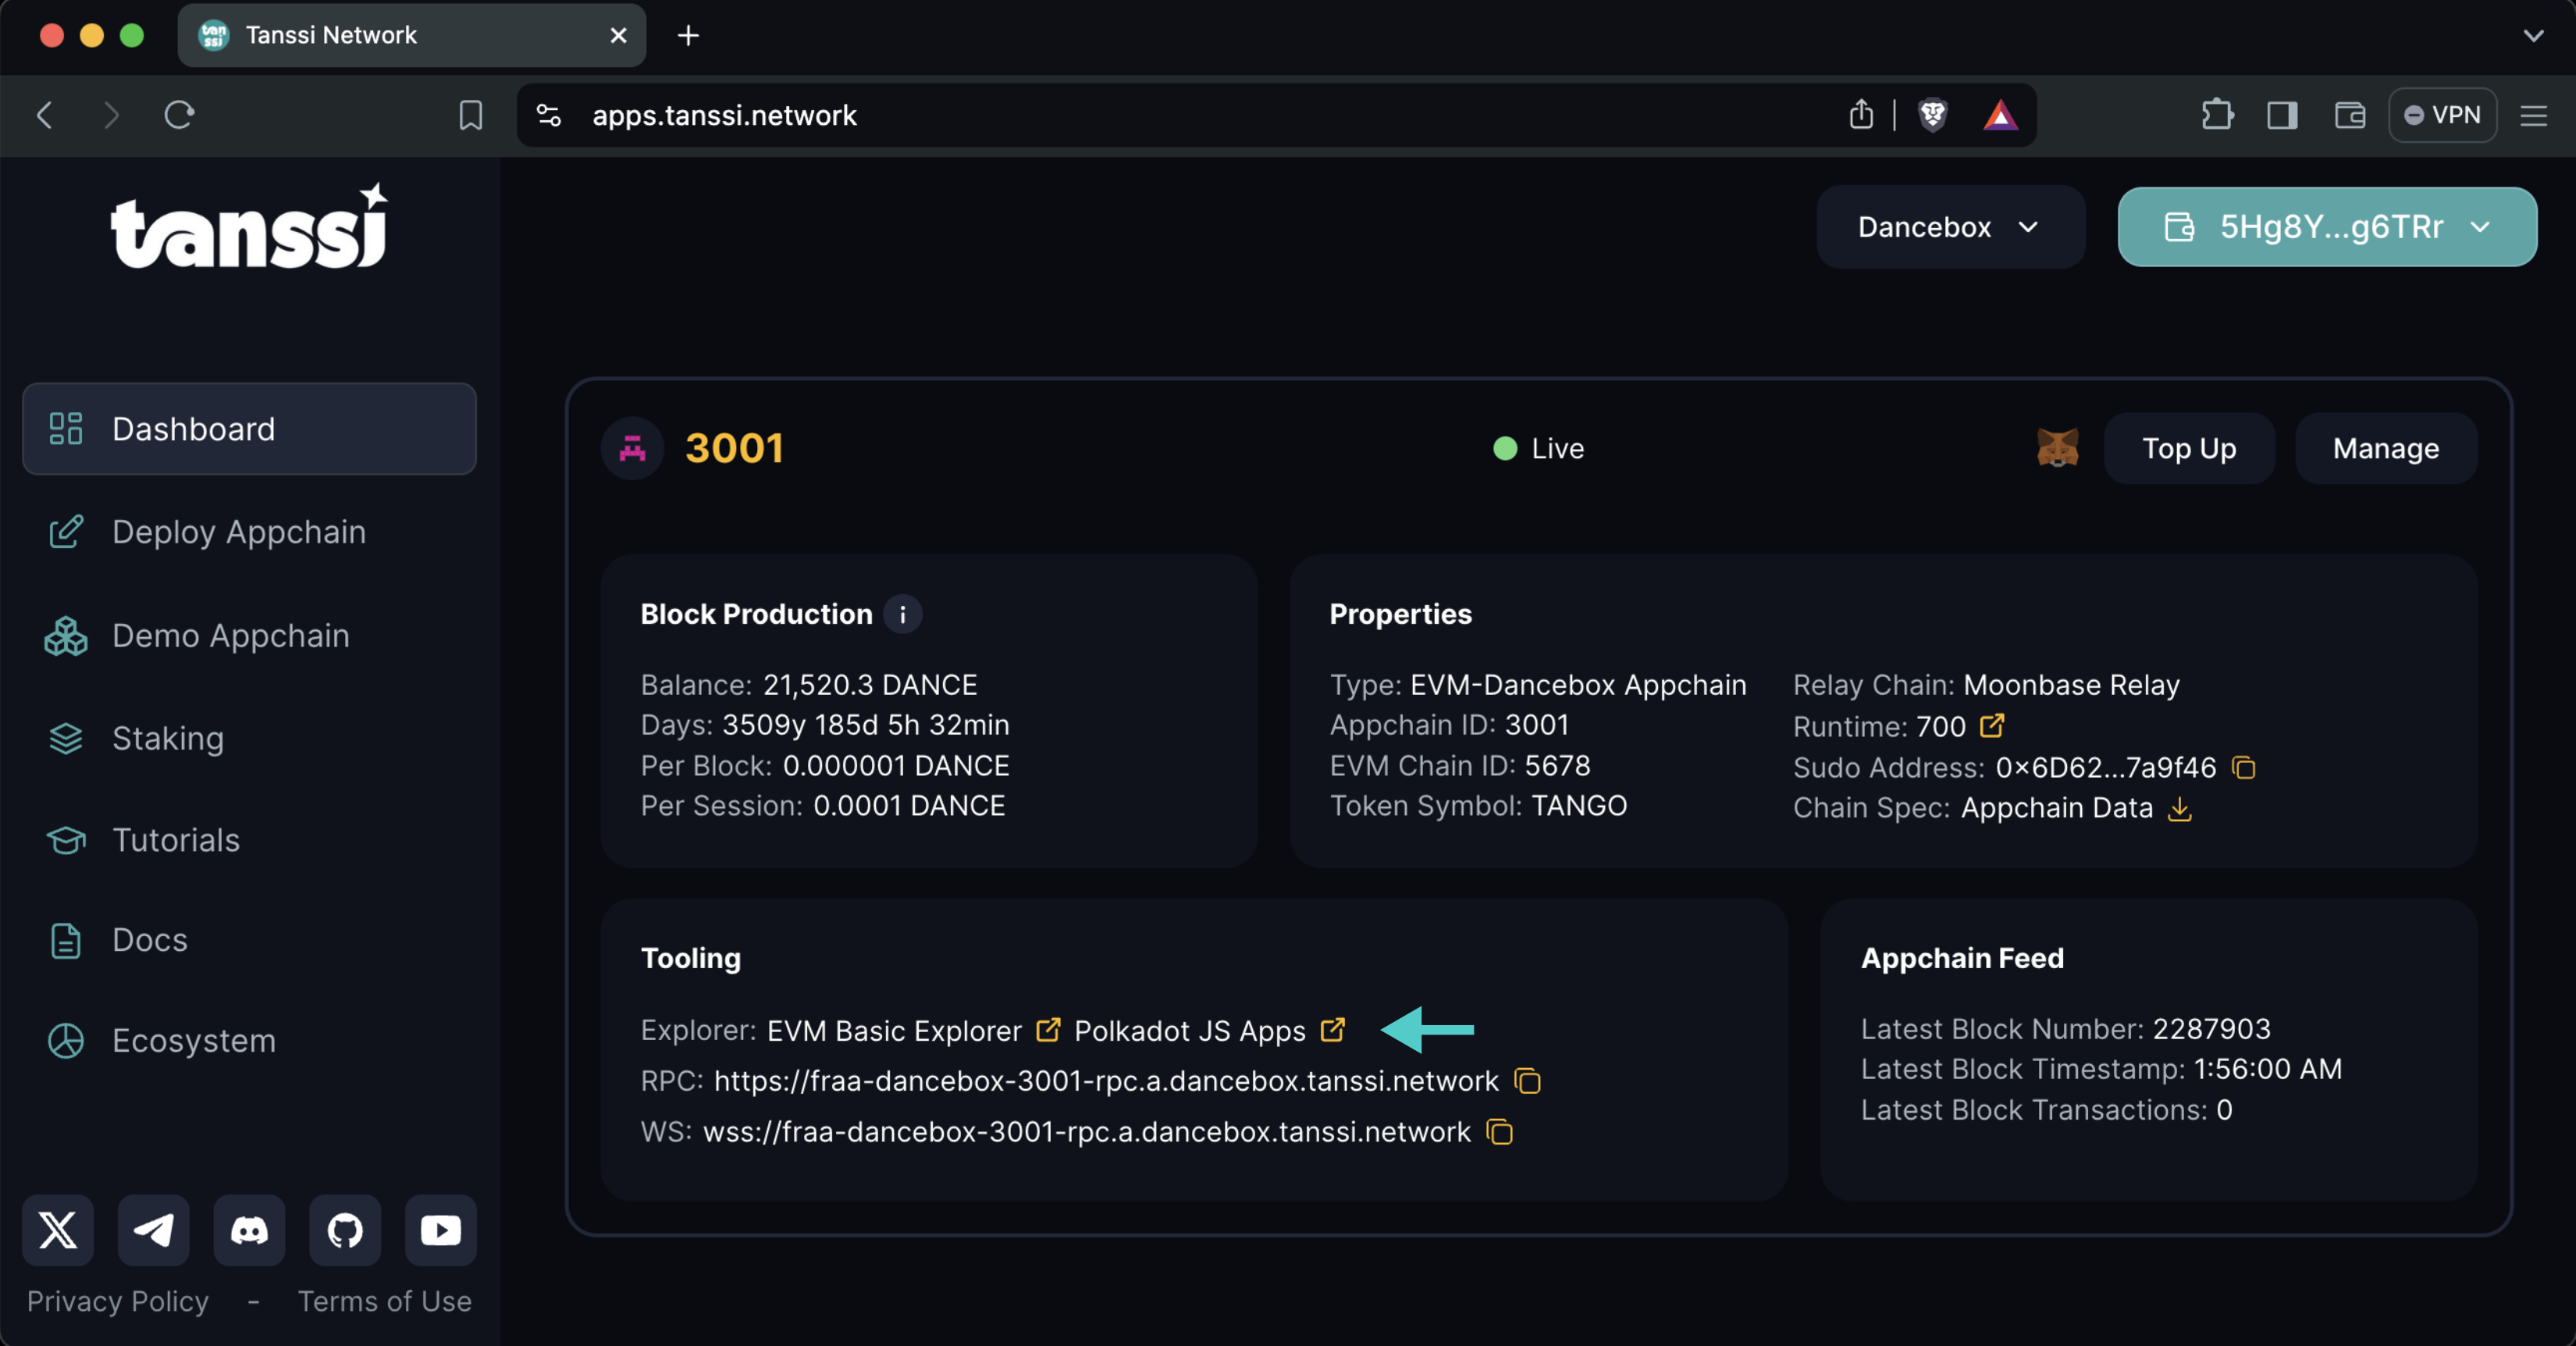 tan
ssi
Tanssi Network
apps.tanssi.network
VPN
tanssi
Dancebox
5Hg8Y...g6TRr
Dashboard
Deploy Appchain
Demo Appchain
Staking
Tutorials
Docs
Ecosystem
Privacy Policy - Terms of Use
3001
Live
Top Up
Manage
Block Production i
Balance: 21,520.3 DANCE
Days: 3509y 185d 5h 32min
Per Block: 0.000001 DANCE
Per Session: 0.0001 DANCE
Properties
Type: EVM-Dancebox Appchain
Appchain ID: 3001
EVM Chain ID: 5678
Token Symbol: TANGO
Relay Chain: Moonbase Relay
Runtime: 700
Sudo Address: 0×6D62...7a9f46
Chain Spec: Appchain Data
Tooling
Explorer: EVM Basic Explorer Polkadot JS Apps
RPC: https://fraa-dancebox-3001-rpc.a.dancebox.tanssi.network
WS: wss://fraa-dancebox-3001-rpc.a.dancebox.tanssi.network
Appchain Feed
Latest Block Number: 2287903
Latest Block Timestamp: 1:56:00 AM
Latest Block Transactions: 0